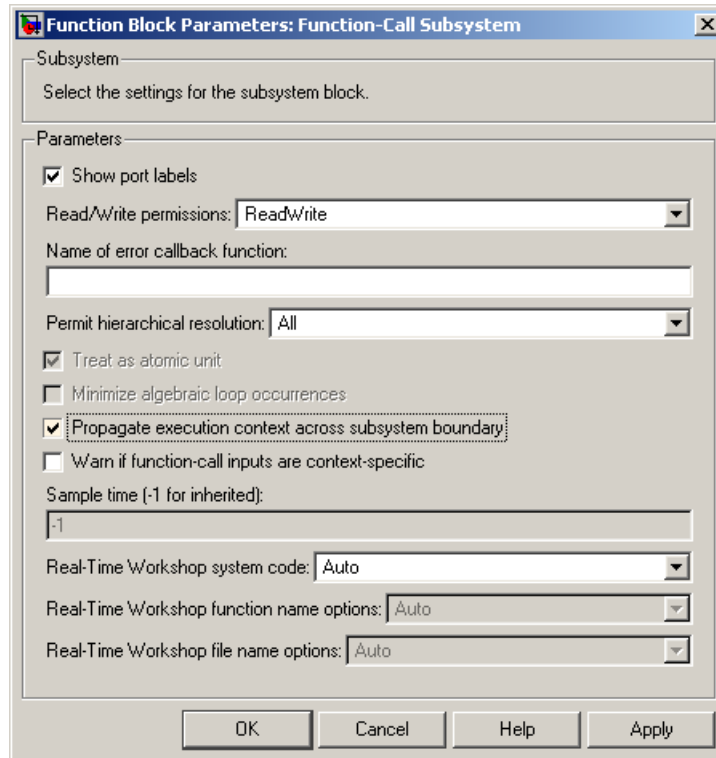 Function Block Parameters: Function-Call Subsystem
Subsystem
Select the settings for the subsystem block.
Parameters
Show port labels
Read/Write permissions: ReadWrite
Name of error callback function:
Permit hierarchical resolution: All
Treat as atomic unit
Minimize algebraic loop occurrences
Propagate execution context across subsystem boundary
Warn if function-call inputs are context-specific
Sample time (-1 for inherited):
-1
Real-Time Workshop system code: Auto
Real-Time Workshop function name options: Auto
Real-Time Workshop file name options: Auto
OK Cancel Help Apply